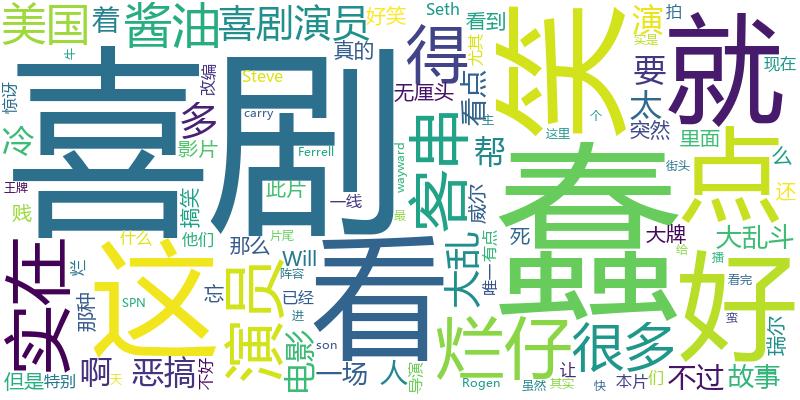 美国
着
酱油
喜剧演员
好笑
Seth
看到
演
拍
实是
牛
惊讶
改编
Steve
真的
得
尤其
要
就
现在
冷
多
carry
无厘头
看点
太
突然
生
个
这里
喜剧
笑
影片
Ferrell
wayward
客串
帮
里面
么
点
王牌
搞笑
此片
一线
最
威尔
街头
还
贱
片尾
大牌
大乱斗
什么
他们
那么
死
蠢
给
播
实在
烂
这
演员
Will
阵容
看
大乱
有点
唯一
好
看完
瑞尔
那种
SPN
讼
已经
进
烂仔
很多
蛮
但是
特别
啊
天
恶搞
不好
电影
son
一场
人
导演
Rogen
虽然
其实
让
快
本片
们
不过
故事